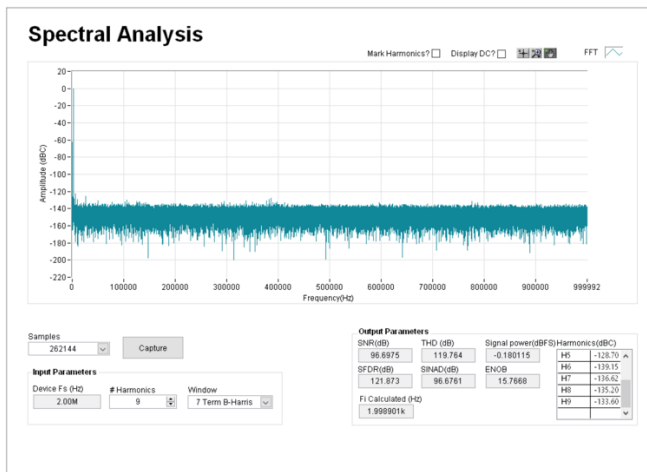 Spectral Analysis
Mark Harmonics? Display DC? FFT
20
0
-20
-40
-60
-80
-100
-120
-140
-160
-180
-200
-220
Amplitude (dBC)
0 100000 200000 300000 400000 500000 600000 700000 800000 900000 999992
Frequency(Hz)
Samples
262144
Capture
Input Parameters
Device Fs (Hz) # Harmonics Window
2.00M 9 7 Term B-Harris
Output Parameters
SNR(dB) THD (dB) Signal power(dBFS) Harmonics(dBC)
96.6975 119.764 -0.180115
SFDR(dB) SINAD(dB) ENOB
121.873 96.6761 15.7668
Fi Calculated (Hz)
1.998901k
H5 -128.70
H6 -139.15
H7 -136.62
H8 -135.20
H9 -133.60